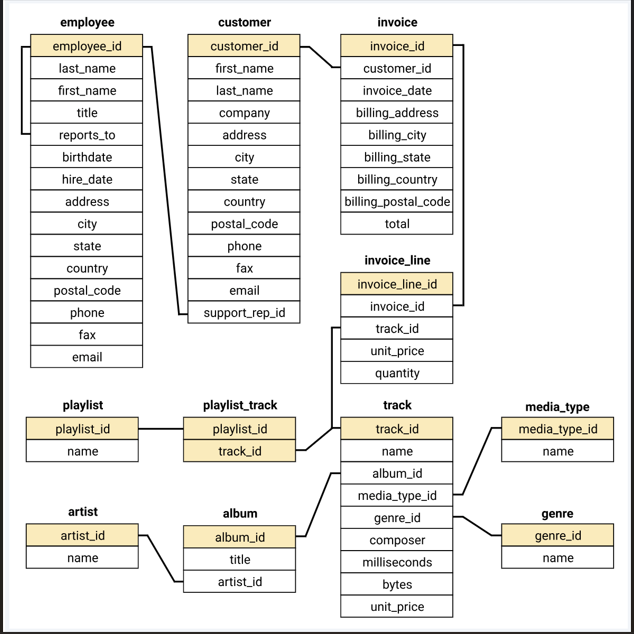 employee
employee_id
last_name
first_name
title
reports_to
birthdate
hire_date
address
city
state
country
postal_code
phone
fax
email
customer
customer_id
first_name
last_name
company
address
city
state
country
postal_code
phone
fax
email
support_rep_id
invoice
invoice_id
customer_id
invoice_date
billing_address
billing_city
billing_state
billing_country
billing_postal_code
total
invoice_line
invoice_line_id
invoice_id
track_id
unit_price
quantity
playlist
playlist_id
name
playlist_track
playlist_id
track_id
track
track_id
name
album_id
media_type_id
genre_id
composer
milliseconds
bytes
unit_price
media_type
media_type_id
name
artist
artist_id
name
album
album_id
title
artist_id
genre
genre_id
name